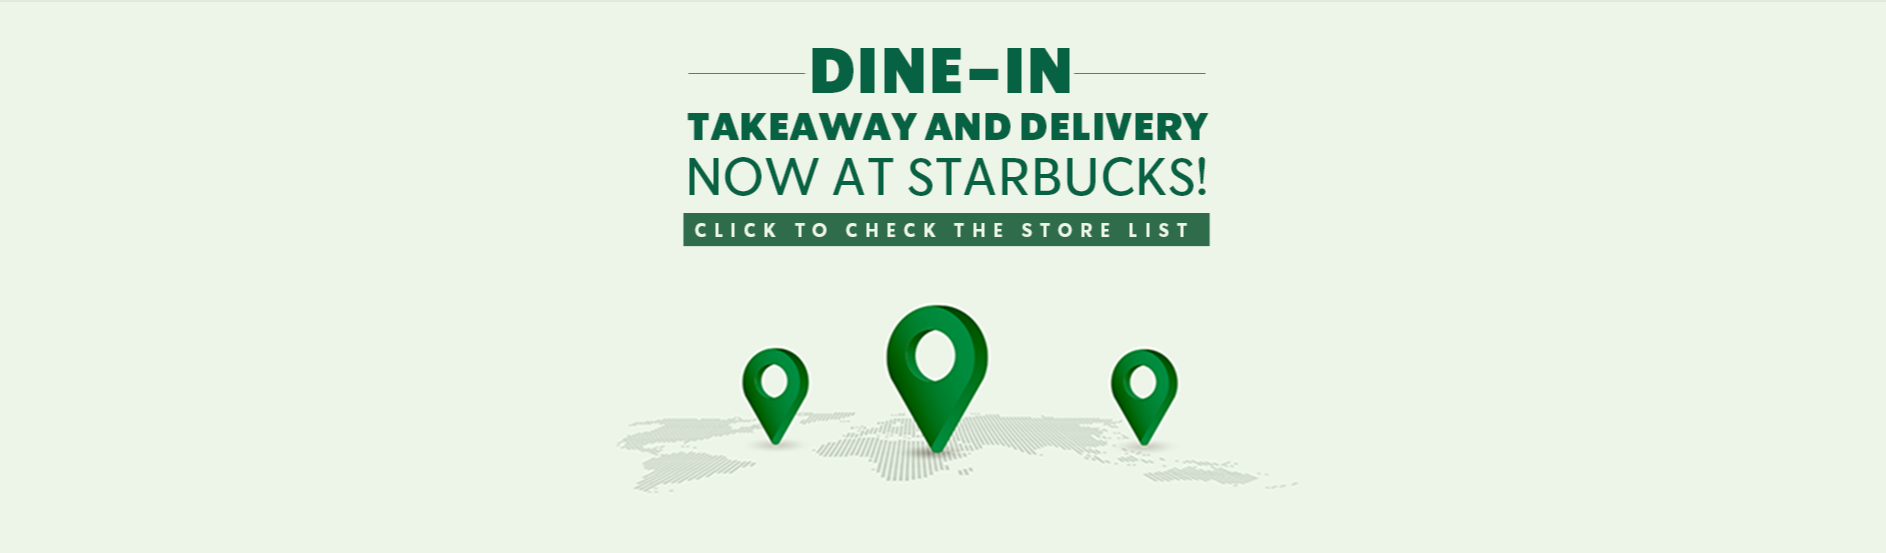 DINE-IN
TAKEAWAY AND DELIVERY
NOW AT STARBUCKS!
CLICK TO CHECK THE STORE LIST